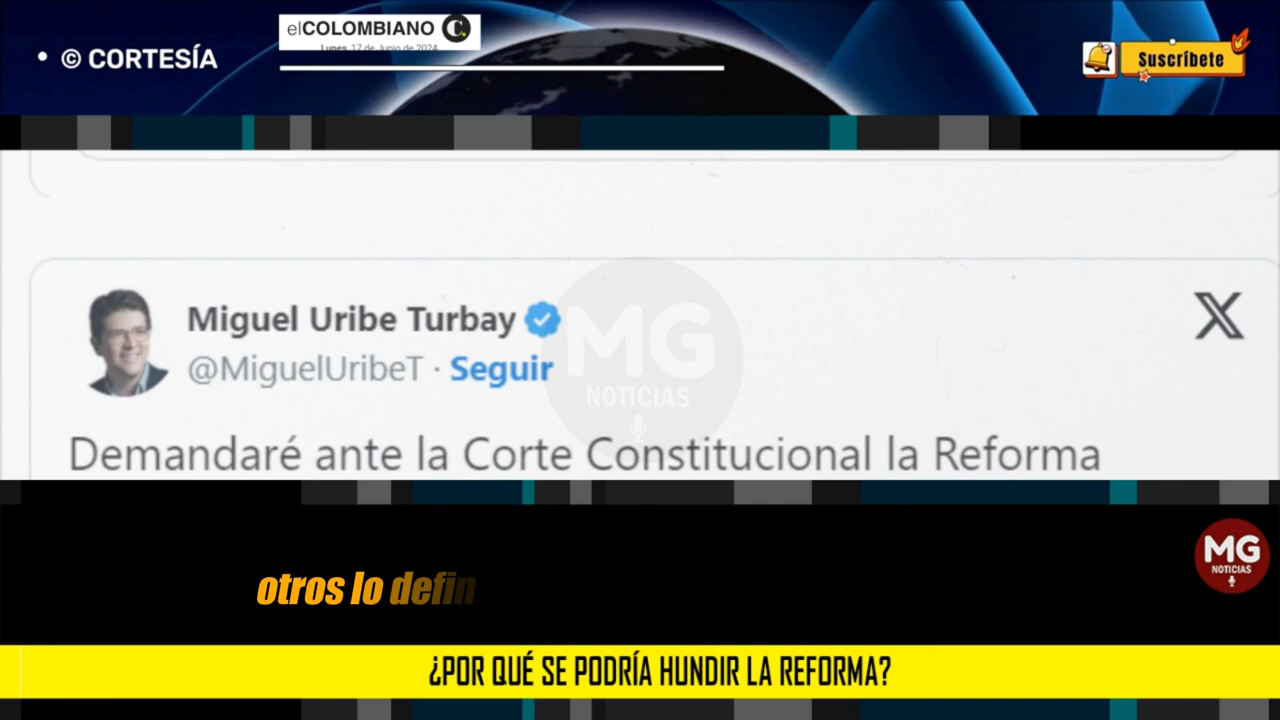 elCOLOMBIANO C
Lunes, 17 de Junio de 2024
• © CORTESÍA
Suscríbete
Miguel Uribe Turbay
@MiguelUribeT · Seguir
X
MG
NOTICIAS
Demandaré ante la Corte Constitucional la Reforma
MG
NOTICIAS
otros lo defin
¿POR QUÉ SE PODRÍA HUNDIR LA REFORMA?